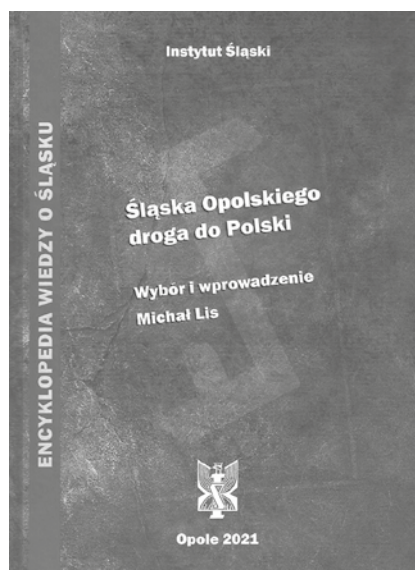 Instytut Śląski
ENCYKLOPEDIA WIEDZY O ŚLĄSKU
Śląska Opolskiego
droga do Polski
Wybór i wprowadzenie
Michał Lis
Opole 2021